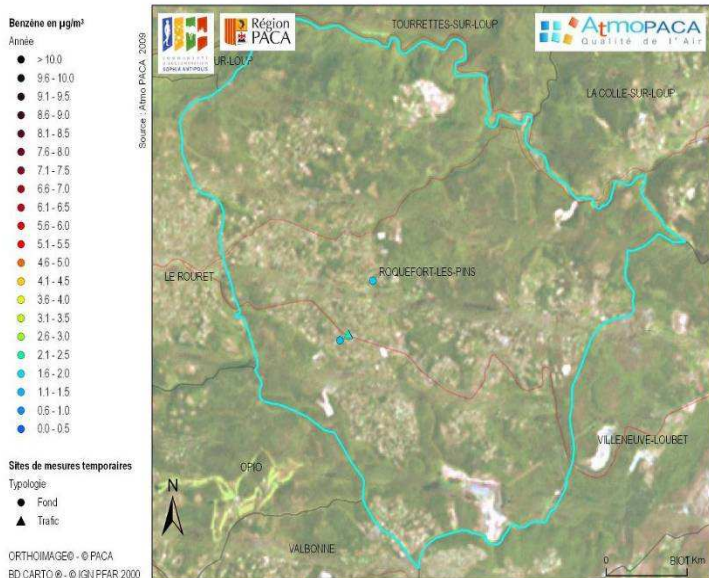 Benzène en µg/m³
Année
> 10.0
9.6 - 10.0
9.1 - 9.5
8.6 - 9.0
8.1 - 8.5
7.6 - 8.0
7.1 - 7.5
6.6 - 7.0
6.1 - 6.5
5.6 - 6.0
5.1 - 5.5
4.6 - 5.0
4.1 - 4.5
3.6 - 4.0
3.1 - 3.5
2.6 - 3.0
2.1 - 2.5
1.6 - 2.0
1.1 - 1.5
0.6 - 1.0
0.0 - 0.5
Sites de mesures temporaires
Typologie
Fond
Trafic
ORTHOIMAGE© - © PACA
BD CARTO ® - © IGN PFAR 2000
Source : Atmo PACA 2009
SOPHIA ANTIPOLIS
Région
PACA
AtmoPACA
Qualité de l'Air
TOURRETTES-SUR-LOUP
UR-LOUP
LA COLLE-SUR-LOUP
LE ROURET
ROQUEFORT-LES-PINS
VILLENEUVE-LOUBET
OPIO
N
VALBONNE
BIOT
0 1 Km